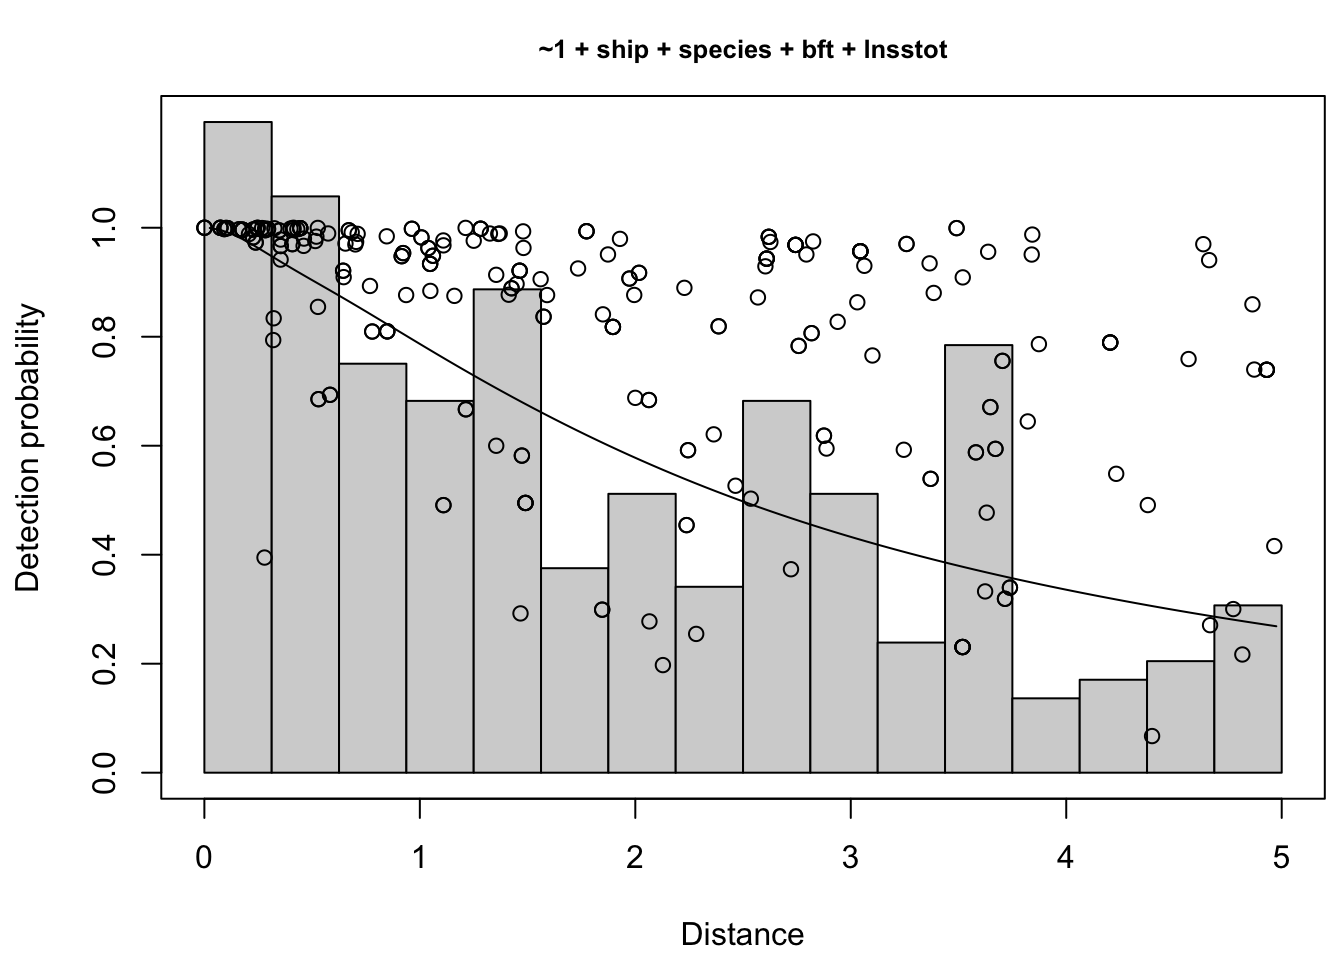 ~1 + ship + species + bft + lnsstot
Detection probability
1.0
0.8
0.6
0.4
0.2
0.0
0 1 2 3 4 5
Distance